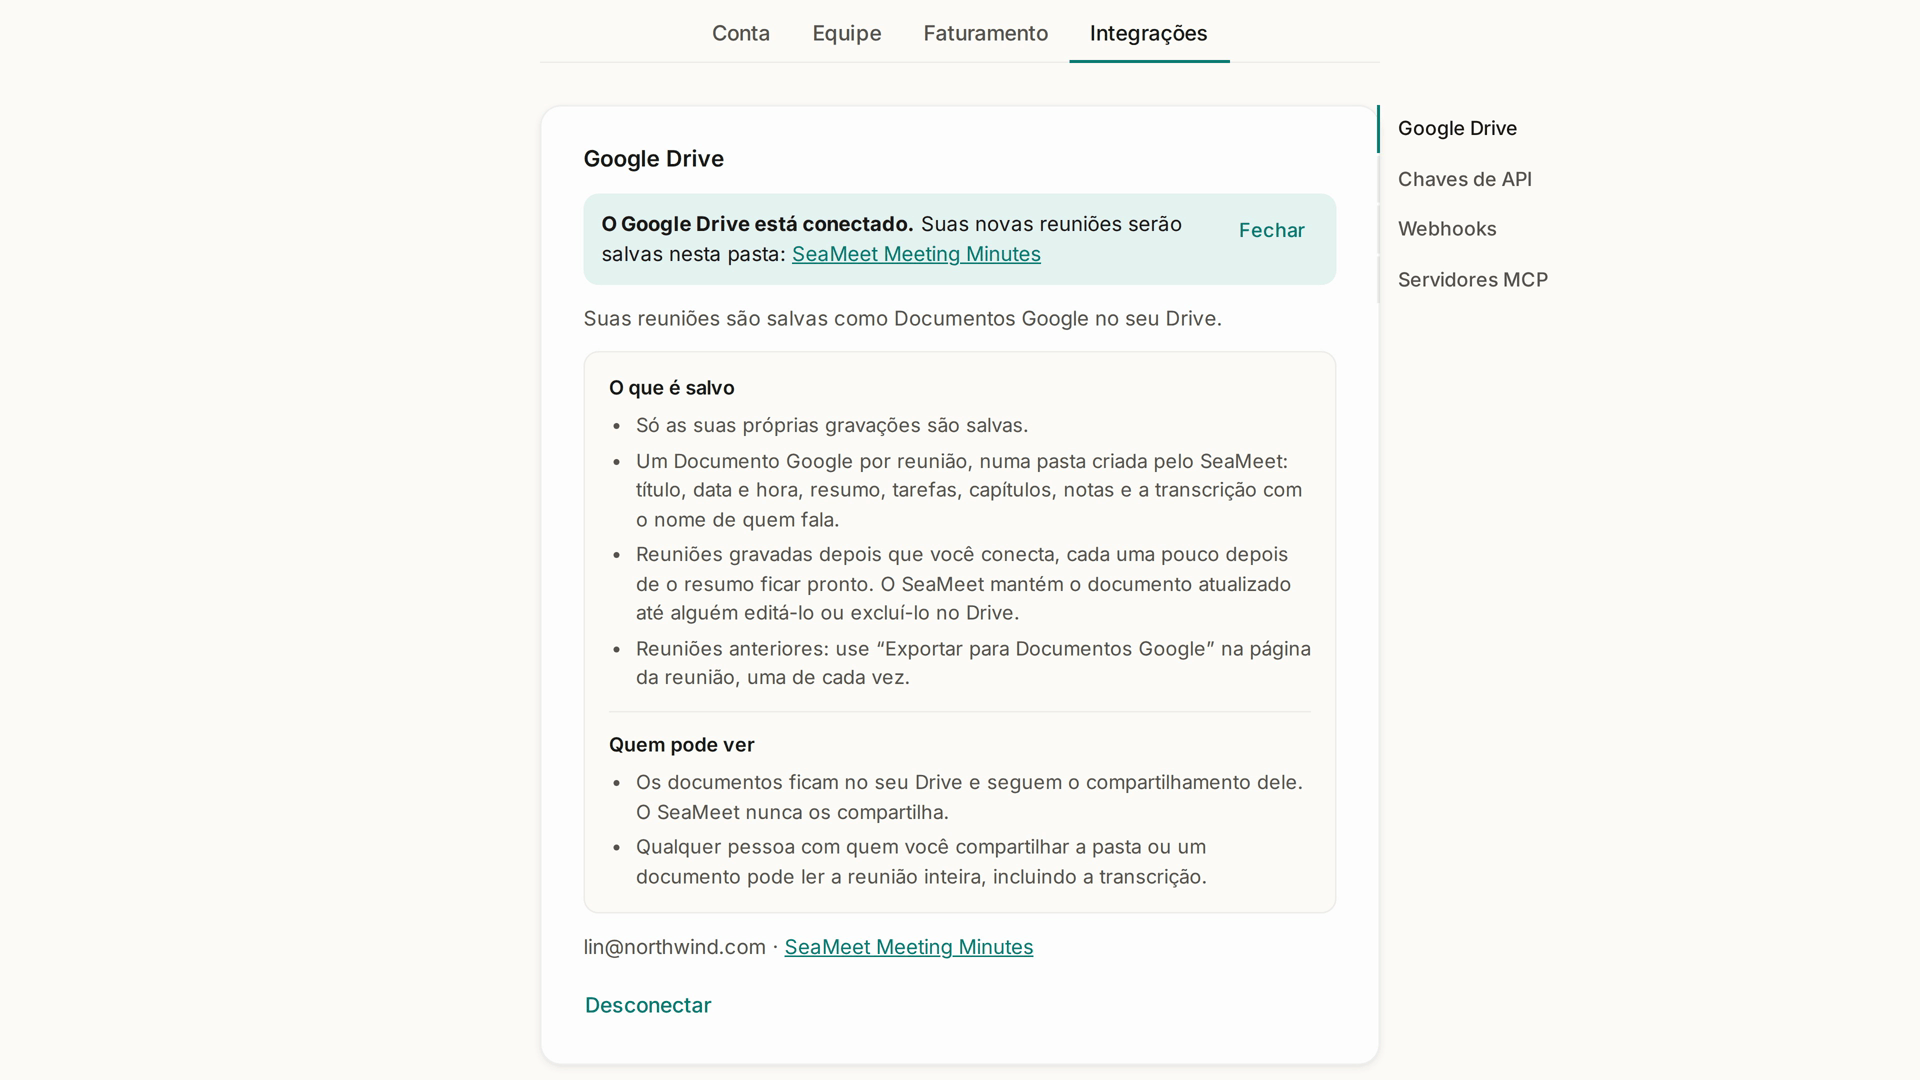 Conta
Equipe
Faturamento
Integrações
Google Drive
O Google Drive está conectado. Suas novas reuniões serão
salvas nesta pasta: SeaMeet Meeting Minutes
Fechar
Suas reuniões são salvas como Documentos Google no seu Drive.
O que é salvo
• Só as suas próprias gravações são salvas.
• Um Documento Google por reunião, numa pasta criada pelo SeaMeet:
título, data e hora, resumo, tarefas, capítulos, notas e a transcrição com
o nome de quem fala.
• Reuniões gravadas depois que você conecta, cada uma pouco depois
de o resumo ficar pronto. O SeaMeet mantém o documento atualizado
até alguém editá-lo ou excluí-lo no Drive.
• Reuniões anteriores: use “Exportar para Documentos Google” na página
da reunião, uma de cada vez.
Quem pode ver
• Os documentos ficam no seu Drive e seguem o compartilhamento dele.
O SeaMeet nunca os compartilha.
• Qualquer pessoa com quem você compartilhar a pasta ou um
documento pode ler a reunião inteira, incluindo a transcrição.
lin@northwind.com · SeaMeet Meeting Minutes
Desconectar
Google Drive
Chaves de API
Webhooks
Servidores MCP